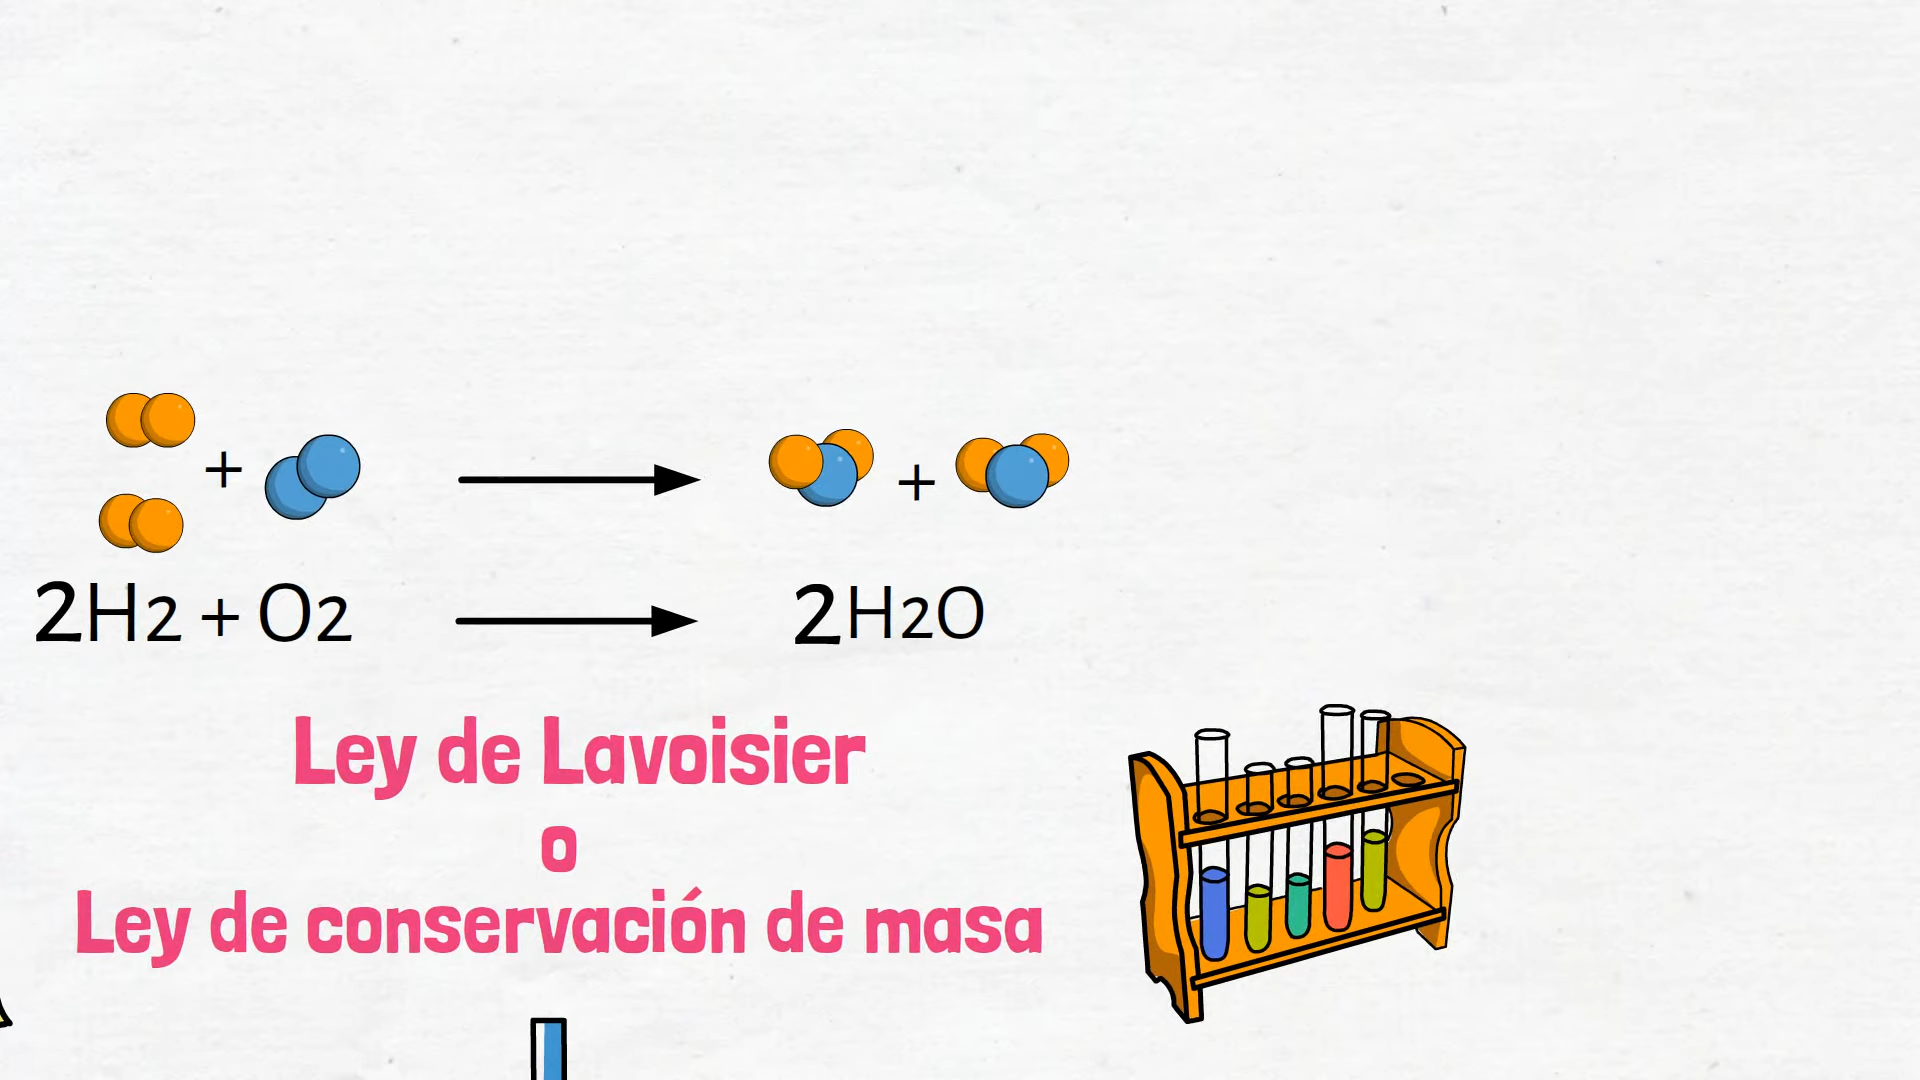 + +
2H2 + O2 2H2O
Ley de Lavoisier
o
Ley de conservación de masa